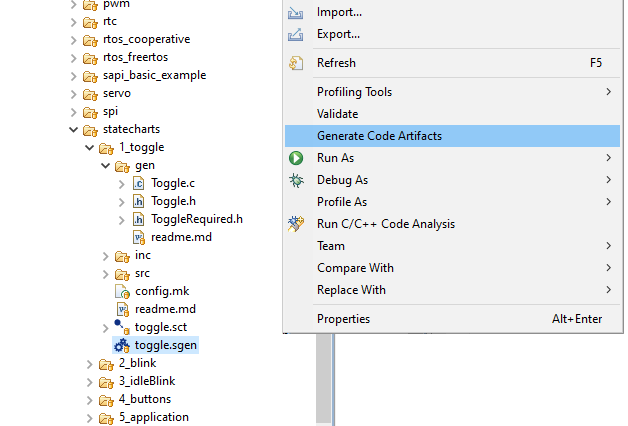 pwm
rtc
rtos_cooperative
rtos_freertos
sapi_basic_example
servo
spi
statecharts
1_toggle
gen
Toggle.c
Toggle.h
ToggleRequired.h
readme.md
inc
src
config.mk
readme.md
toggle.sct
toggle.sgen
2_blink
3_idleBlink
4_buttons
5_application
Import...
Export...
Refresh F5
Profiling Tools
Validate
Generate Code Artifacts
Run As
Debug As
Profile As
Run C/C++ Code Analysis
Team
Compare With
Replace With
Properties Alt+Enter